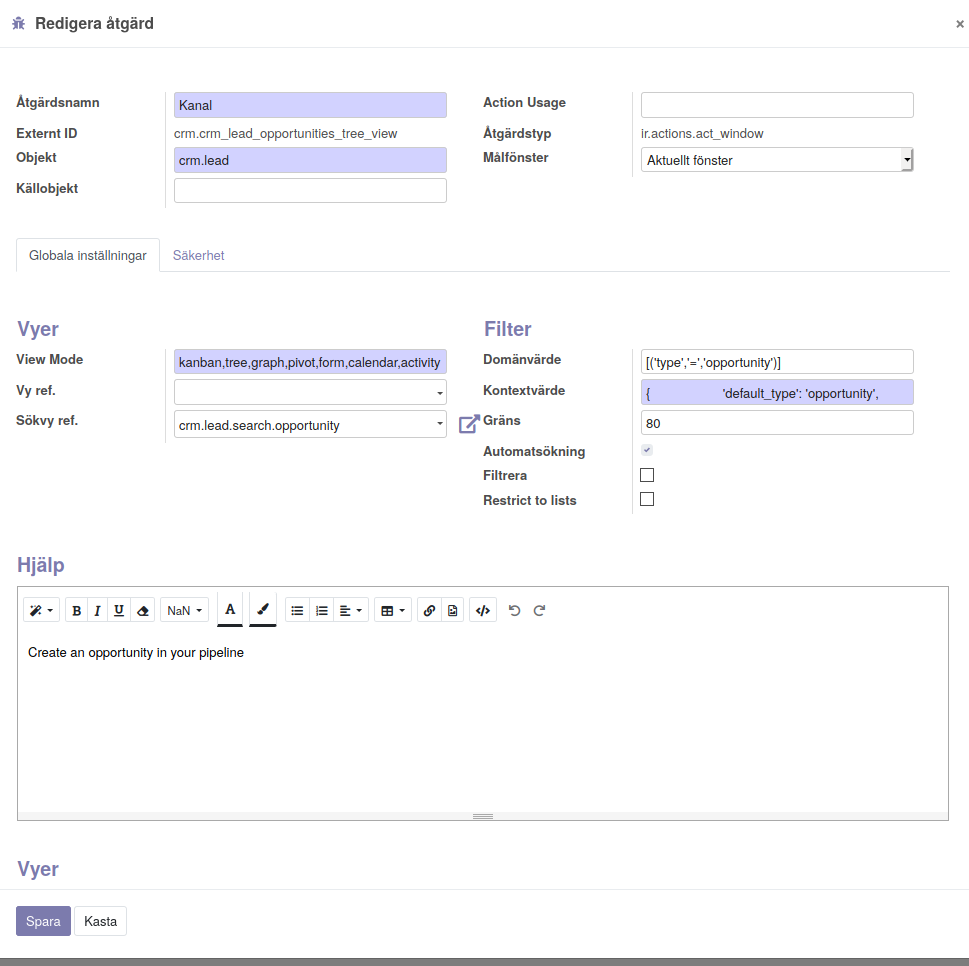 Redigera åtgärd
×
Åtgärdsnamn
Kanal
Action Usage
Externt ID
crm.crm_lead_opportunities_tree_view
Åtgärdstyp
ir.actions.act_window
Objekt
crm.lead
Målfönster
Aktuellt fönster
Källobjekt
Globala inställningar
Säkerhet
Vyer
View Mode
kanban,tree,graph,pivot,form,calendar,activity
Vy ref.
Sökvy ref.
crm.lead.search.opportunity
Filter
Domänvärde
[('type','=','opportunity')]
Kontextvärde
{ 'default_type': 'opportunity',
Gräns
80
Automatsökning
Filtrera
Restrict to lists
Hjälp
B I U NaN A
Create an opportunity in your pipeline
Vyer
Spara
Kasta